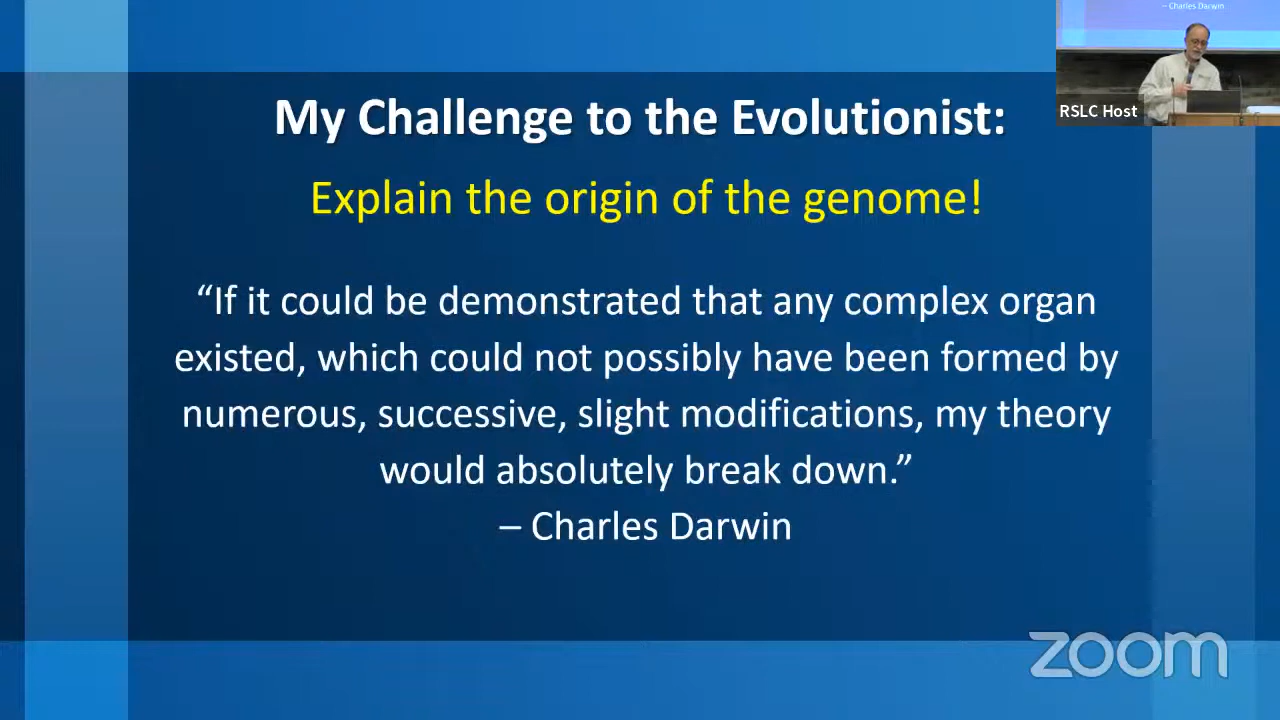 – Charles Darwin
RSLC Host
My Challenge to the Evolutionist:
Explain the origin of the genome!
“If it could be demonstrated that any complex organ
existed, which could not possibly have been formed by
numerous, successive, slight modifications, my theory
would absolutely break down.”
– Charles Darwin
zoom